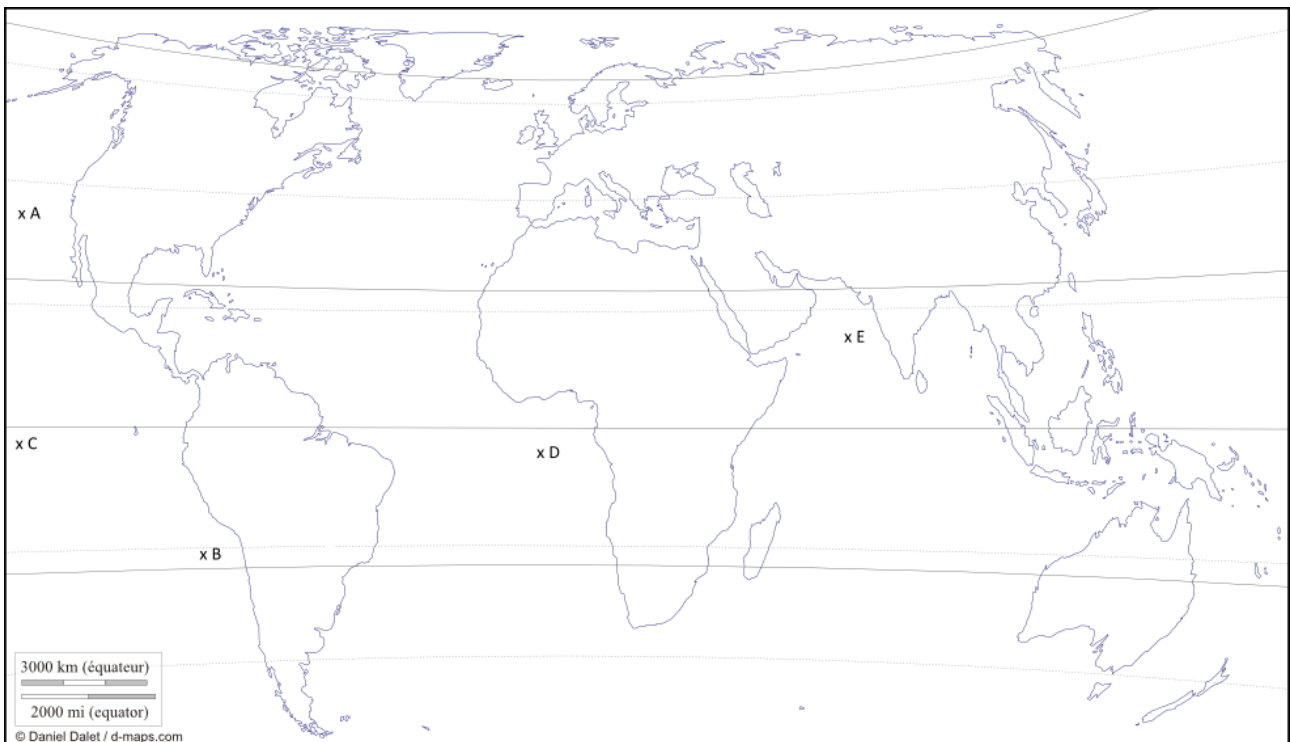 x A
x E
x C
x D
x B
3000 km (équateur)
2000 mi (equator)
© Daniel Dalet / d-maps.com